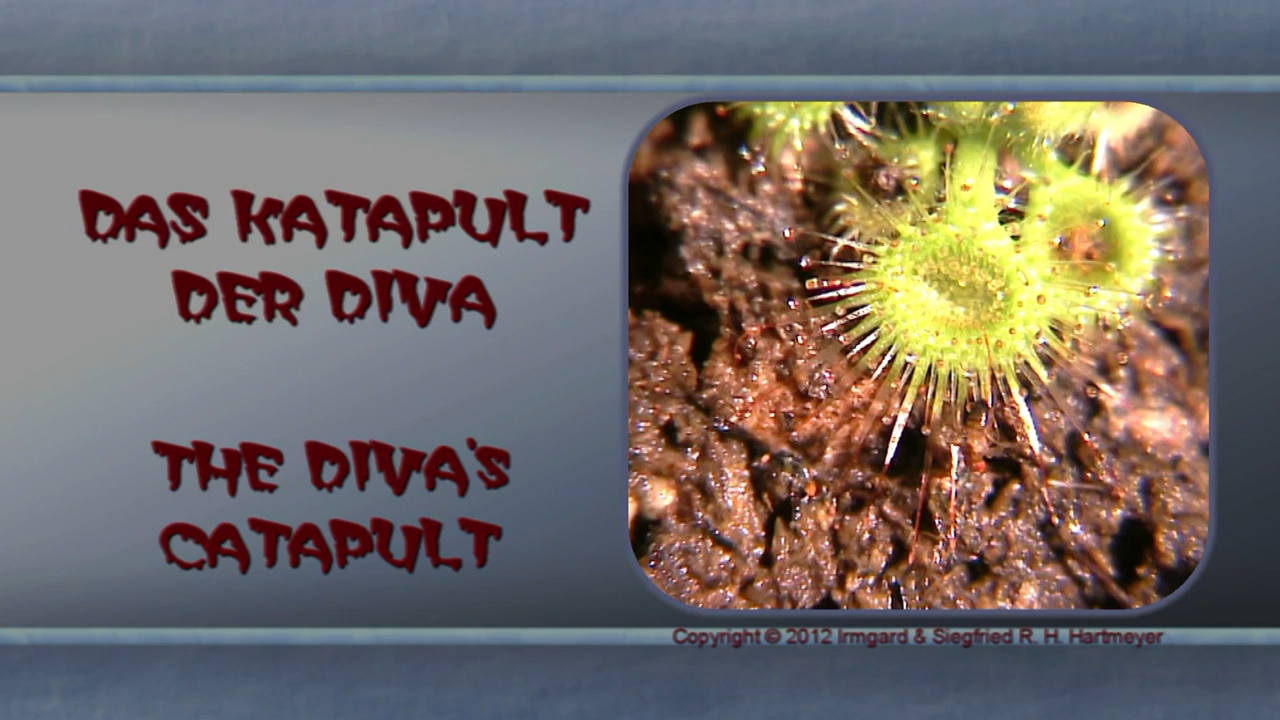 DAS KATAPULT
DER DIVA
THE DIVA'S
CATAPULT
Copyright © 2012 Irmgard & Siegfried R. H. Hartmeyer